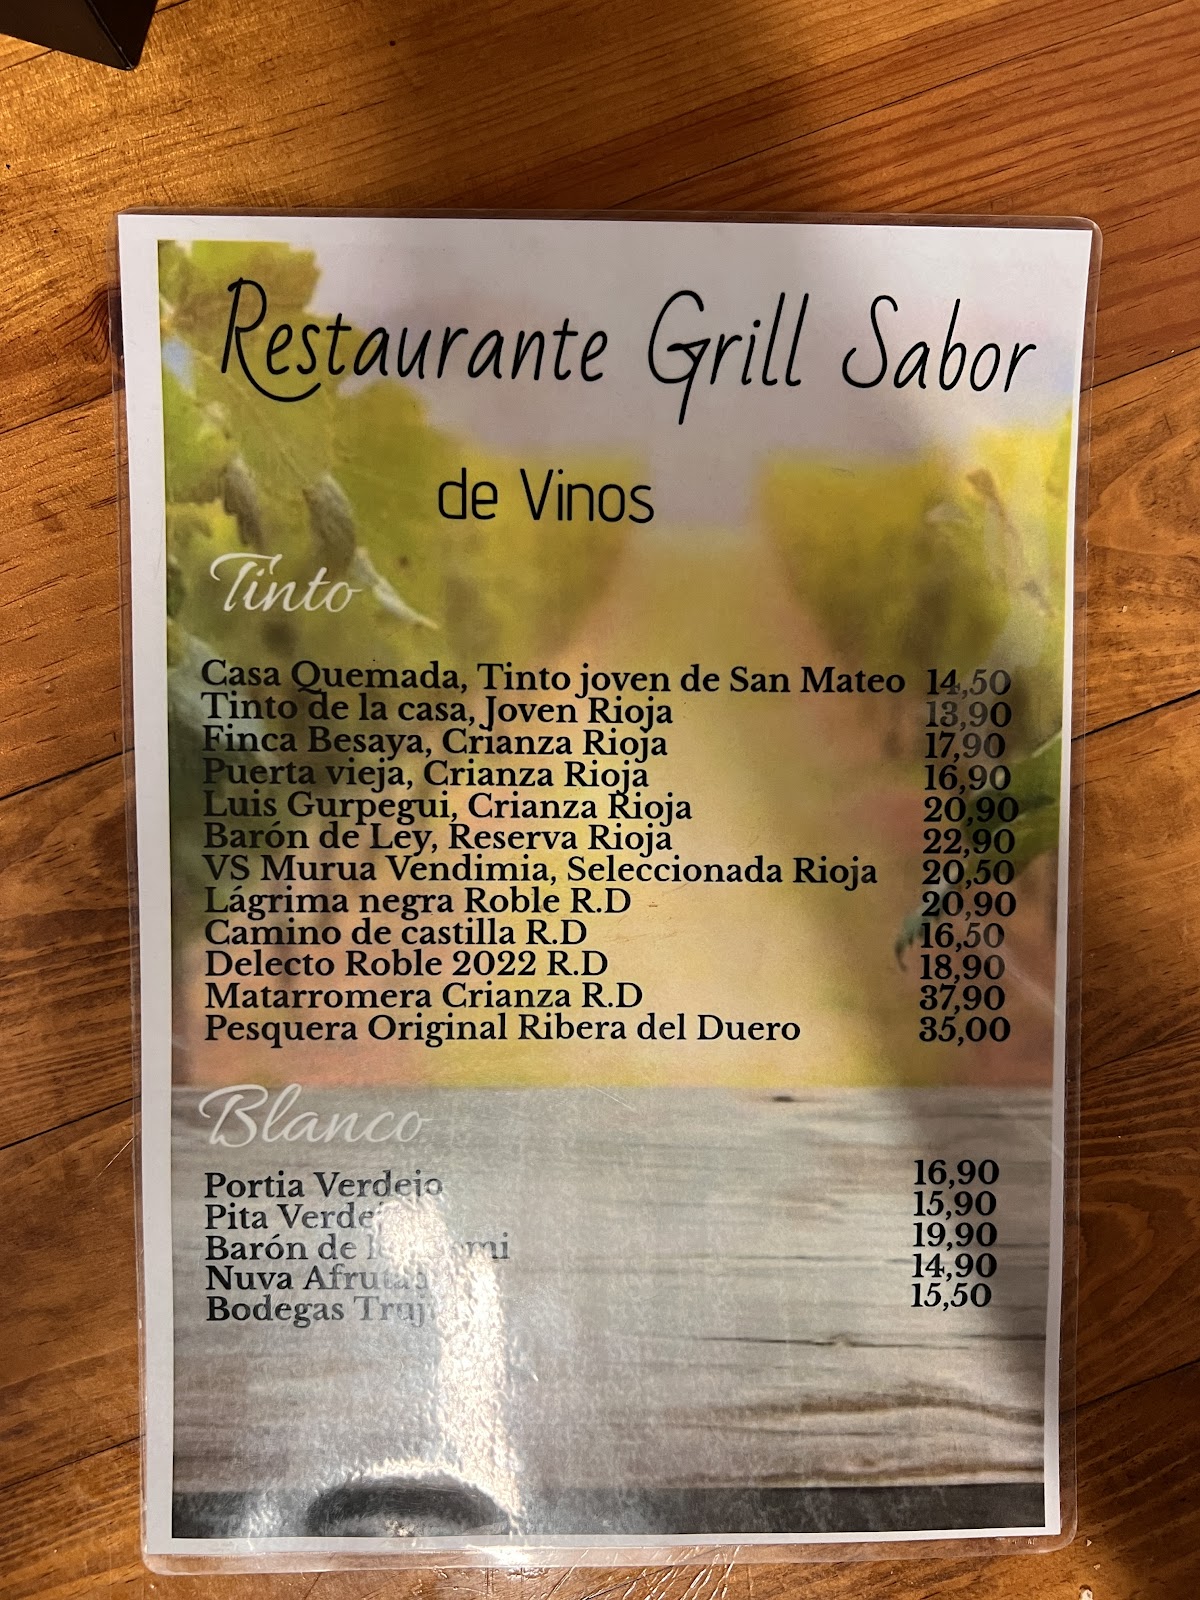 Restaurante Grill Sabor
de Vinos
Tinto
Casa Quemada, Tinto joven de San Mateo 14,50
Tinto de la casa, Joven Rioja 13,90
Finca Besaya, Crianza Rioja 17,90
Puerta vieja, Crianza Rioja 16,90
Luis Gurpegui, Crianza Rioja 20,90
Barón de Ley, Reserva Rioja 22,90
VS Murua Vendimia, Seleccionada Rioja 20,50
Lágrima negra Roble R.D 20,90
Camino de castilla R.D 16,50
Delecto Roble 2022 R.D 18,90
Matarromera Crianza R.D 37,90
Pesquera Original Ribera del Duero 35,00
Blanco
Portia Verdejo 16,90
Pita 15,90
Barón de 19,90
Nuva 14,90
Bodegas 15,50